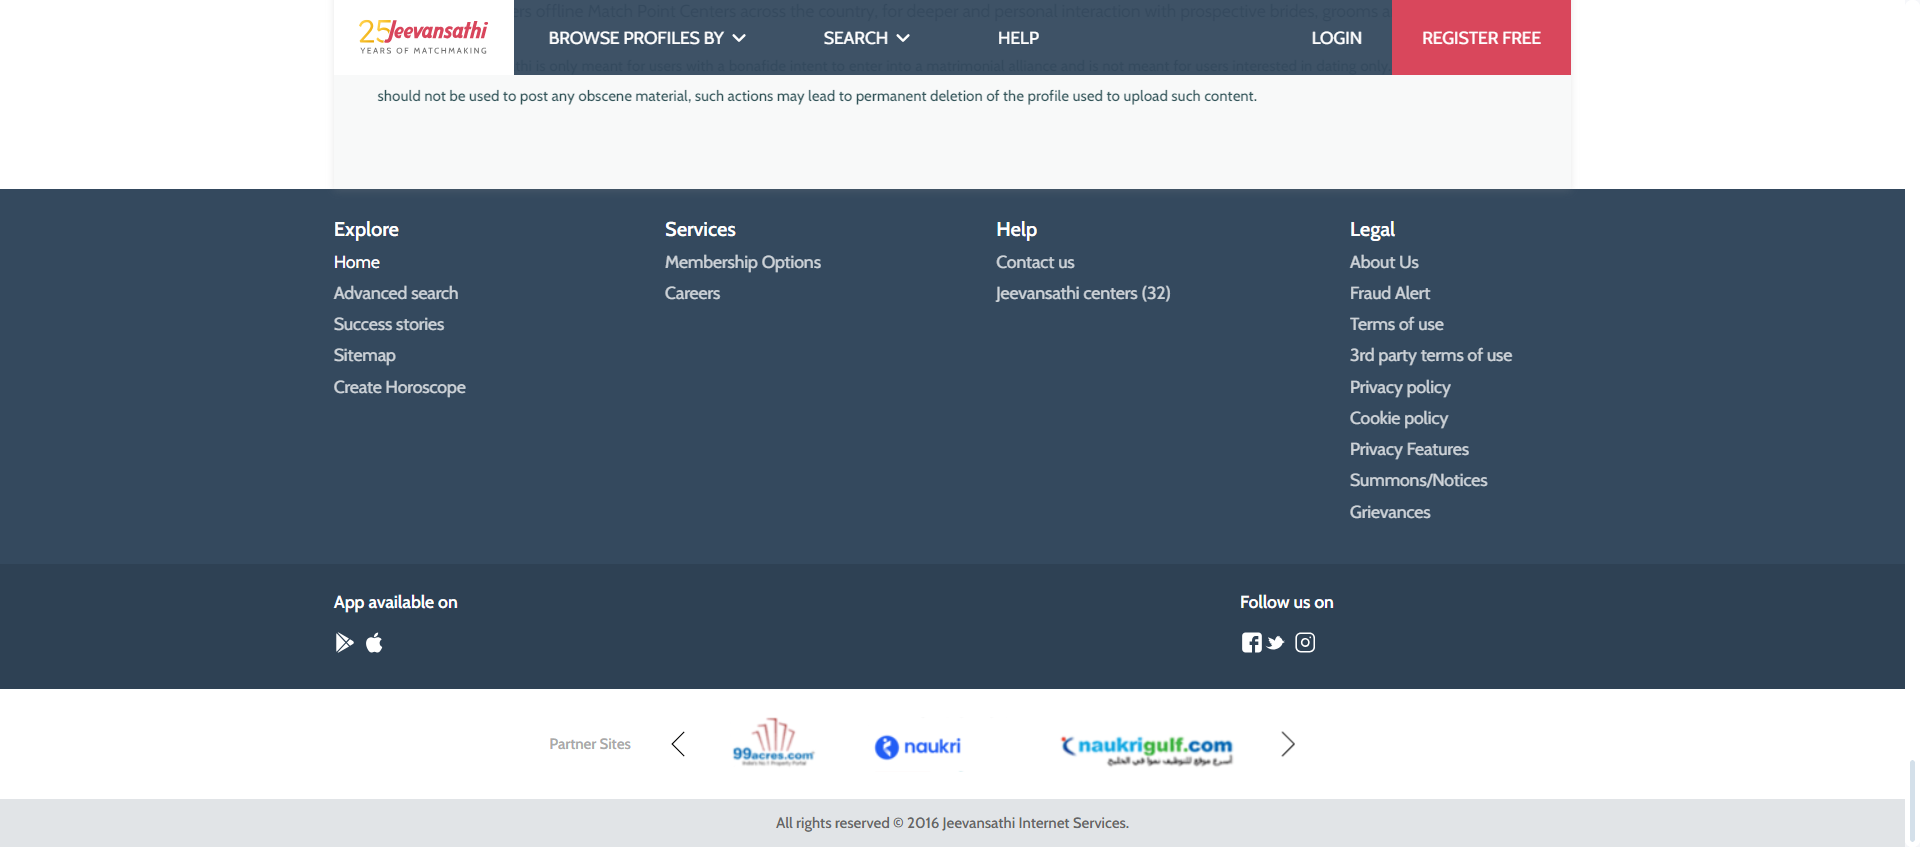 ers offline Match Point Centers across the country, for deeper and personal interaction with prospective brides, grooms
25 Jeevansathi
YEARS OF MATCHMAKING
BROWSE PROFILES BY
SEARCH
HELP
LOGIN
REGISTER FREE
is only meant for users with a bonafide intent to enter into a matrimonial alliance and is not meant for users interested in dating only.
should not be used to post any obscene material, such actions may lead to permanent deletion of the profile used to upload such content.
Explore
Home
Advanced search
Success stories
Sitemap
Create Horoscope
Services
Membership Options
Careers
Help
Contact us
Jeevansathi centers (32)
Legal
About Us
Fraud Alert
Terms of use
3rd party terms of use
Privacy policy
Cookie policy
Privacy Features
Summons/Notices
Grievances
App available on
Follow us on
Partner Sites
99acres.com
India's No.1 Property Portal
naukri
naukrigulf.com
أسرع موقع للتوظيف نموا في الخليج
All rights reserved © 2016 Jeevansathi Internet Services.